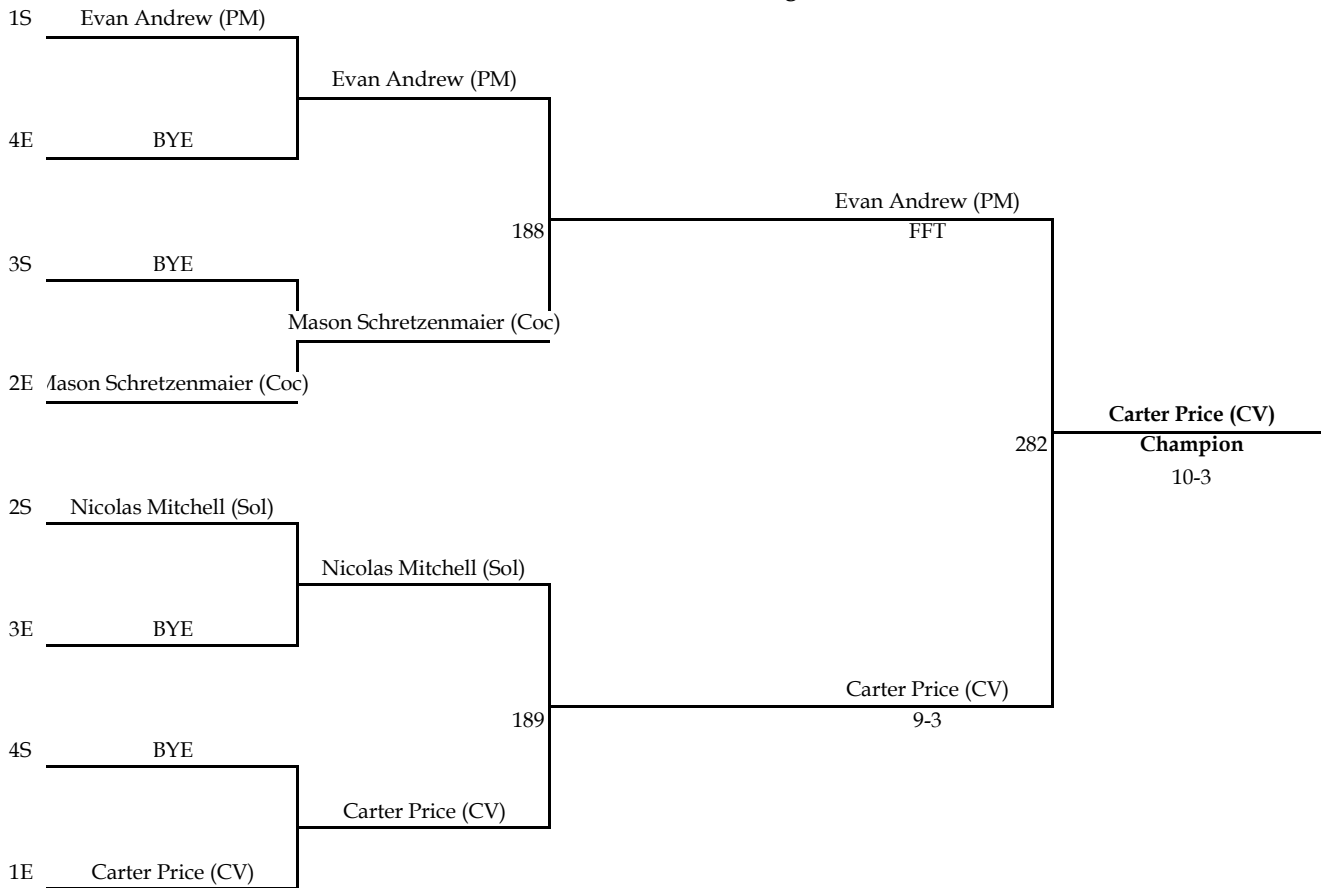 1S Evan Andrew (PM)
Evan Andrew (PM)
4E BYE
Evan Andrew (PM)
188 FFT
3S BYE
Mason Schretzenmaier (Coc)
2E Mason Schretzenmaier (Coc)
Carter Price (CV)
282 Champion
10-3
2S Nicolas Mitchell (Sol)
Nicolas Mitchell (Sol)
3E BYE
Carter Price (CV)
189 9-3
4S BYE
Carter Price (CV)
1E Carter Price (CV)